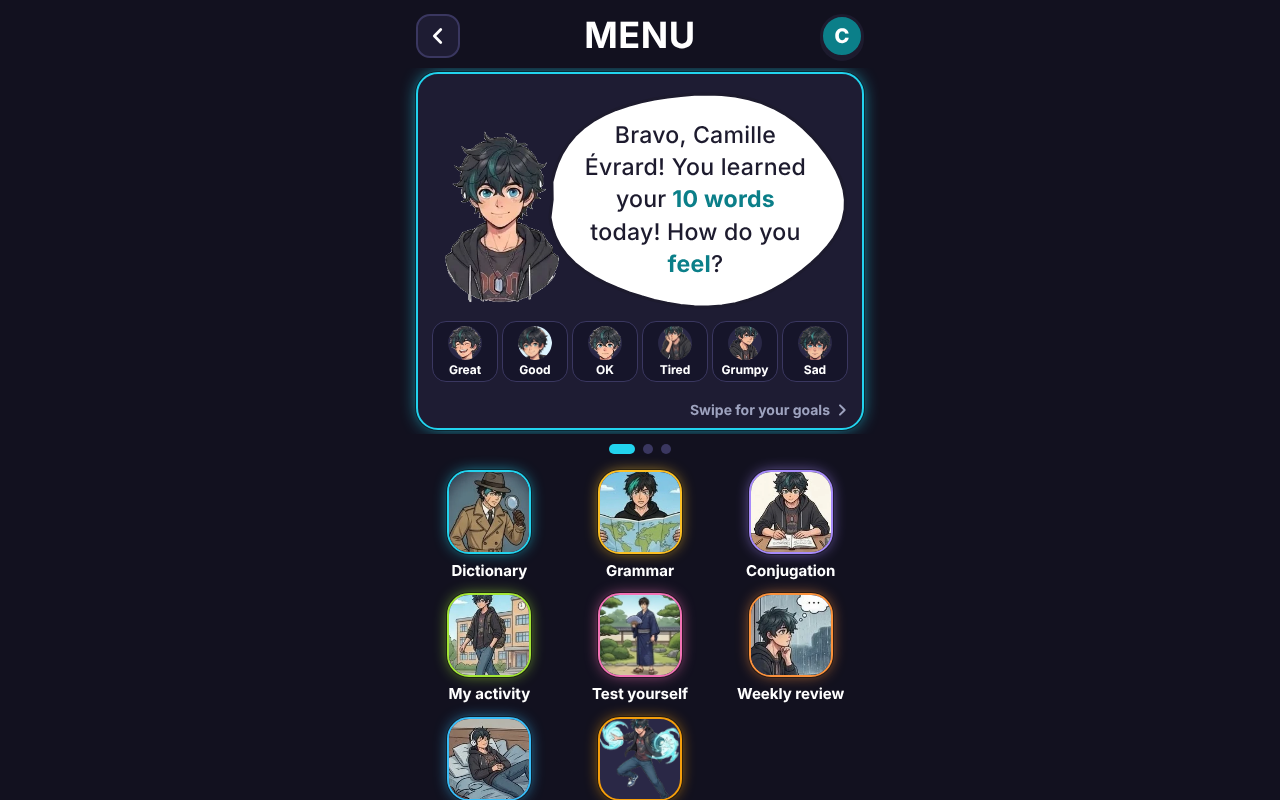 MENU
C
Bravo, Camille
Évrard! You learned
your 10 words
today! How do you
feel?
Great
Good
OK
Tired
Grumpy
Sad
Swipe for your goals
Dictionary
Grammar
Conjugation
My activity
Test yourself
Weekly review